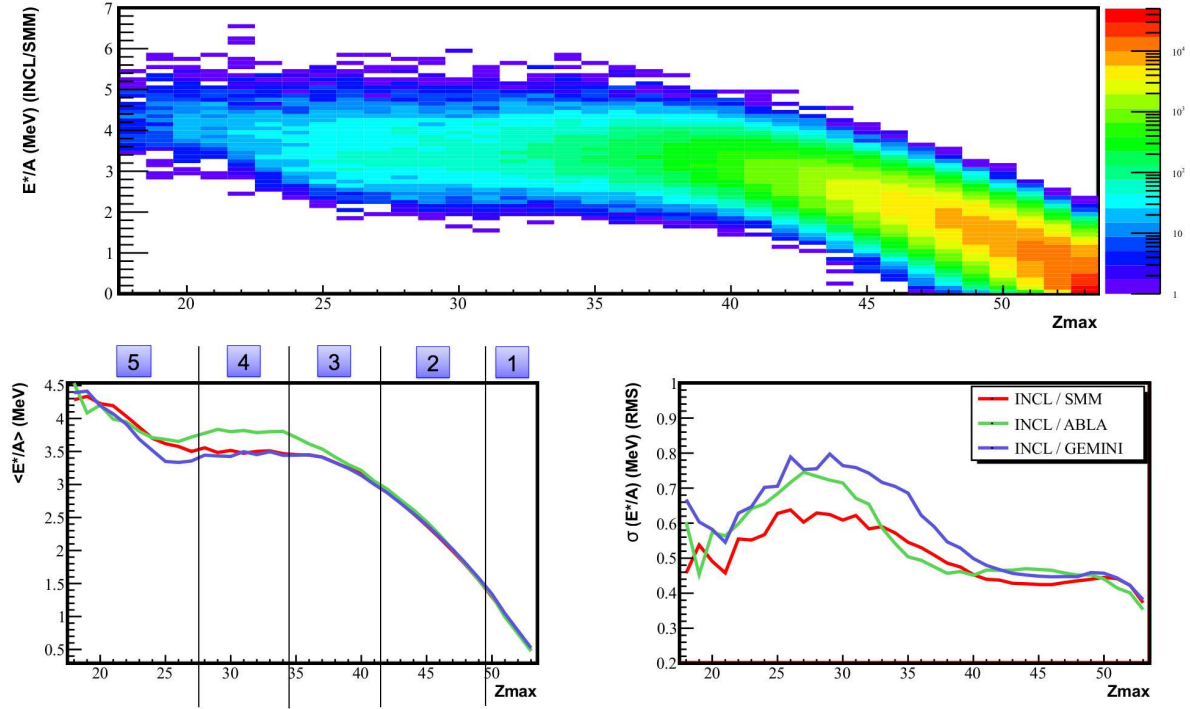 7
6
5
4
3
2
1
0
E*/A (MeV) (INCL/SMM)
20 25 30 35 40 45 50
Zmax
10⁴
10³
10²
10
1
5 4 3 2 1
4.5
4
3.5
3
2.5
2
1.5
1
0.5
<E*/A> (MeV)
20 25 30 35 40 45 50
Zmax
1
0.9
0.8
0.7
0.6
0.5
0.4
0.3
0.2
σ (E*/A) (MeV) (RMS)
INCL / SMM
INCL / ABLA
INCL / GEMINI
20 25 30 35 40 45 50
Zmax